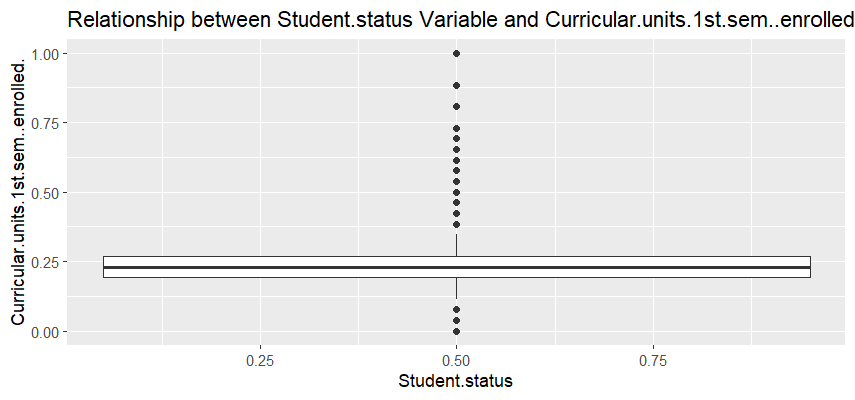 Relationship between Student.status Variable and Curricular.units.1st.sem..enrolled
Curricular.units.1st.sem..enrolled.
1.00
0.75
0.50
0.25
0.00
0.25
0.50
0.75
Student.status